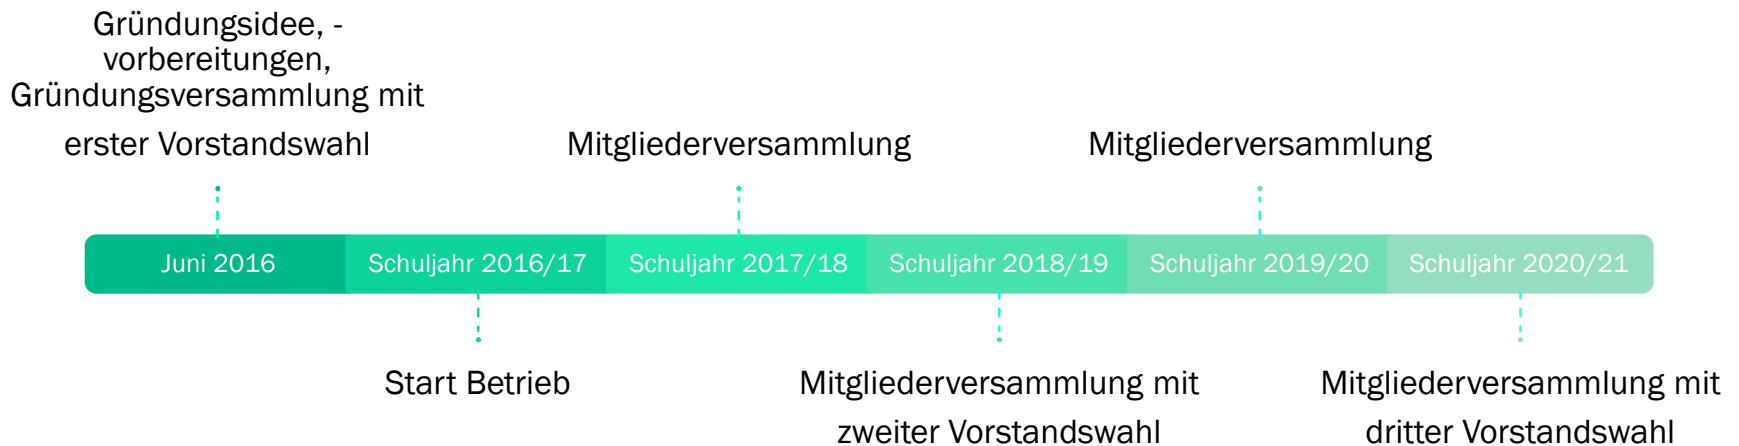 Gründungsidee, -
vorbereitungen,
Gründungsversammlung mit
erster Vorstandswahl
Mitgliederversammlung
Mitgliederversammlung
Juni 2016
Schuljahr 2016/17
Schuljahr 2017/18
Schuljahr 2018/19
Schuljahr 2019/20
Schuljahr 2020/21
Start Betrieb
Mitgliederversammlung mit
zweiter Vorstandswahl
Mitgliederversammlung mit
dritter Vorstandswahl